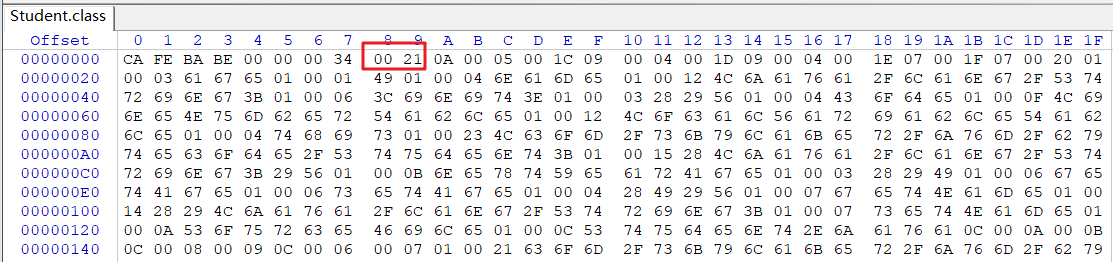 Student.class
Offset 0 1 2 3 4 5 6 7 8 9 A B C D E F 10 11 12 13 14 15 16 17 18 19 1A 1B 1C 1D 1E 1F
00000000 CA FE BA BE 00 00 00 34 00 21 0A 00 05 00 1C 09 00 04 00 1D 09 00 04 00 1E 07 00 1F 07 00 20 01
00000020 00 03 61 67 65 01 00 01 49 01 00 04 6E 61 6D 65 01 00 12 4C 6A 61 76 61 2F 6C 61 6E 67 2F 53 74
00000040 72 69 6E 67 3B 01 00 06 3C 69 6E 69 74 3E 01 00 03 28 29 56 01 00 04 43 6F 64 65 01 00 0F 4C 69
00000060 6E 65 4E 75 6D 62 65 72 54 61 62 6C 65 01 00 12 4C 6F 63 61 6C 56 61 72 69 61 62 6C 65 54 61 62
00000080 6C 65 01 00 04 74 68 69 73 01 00 23 4C 63 6F 6D 2F 73 6B 79 6C 61 6B 65 72 2F 6A 76 6D 2F 62 79
000000A0 74 65 63 6F 64 65 2F 53 74 75 64 65 6E 74 3B 01 00 15 28 4C 6A 61 76 61 2F 6C 61 6E 67 2F 53 74
000000C0 72 69 6E 67 3B 29 56 01 00 0B 6E 65 78 74 59 65 61 72 41 67 65 01 00 03 28 29 49 01 00 06 67 65
000000E0 74 41 67 65 01 00 06 73 65 74 41 67 65 01 00 04 28 49 29 56 01 00 07 67 65 74 4E 61 6D 65 01 00
00000100 14 28 29 4C 6A 61 76 61 2F 6C 61 6E 67 2F 53 74 72 69 6E 67 3B 01 00 07 73 65 74 4E 61 6D 65 01
00000120 00 0A 53 6F 75 72 63 65 46 69 6C 65 01 00 0C 53 74 75 64 65 6E 74 2E 6A 61 76 61 0C 00 0A 00 0B
00000140 0C 00 08 00 09 0C 00 06 00 07 01 00 21 63 6F 6D 2F 73 6B 79 6C 61 6B 65 72 2F 6A 76 6D 2F 62 79